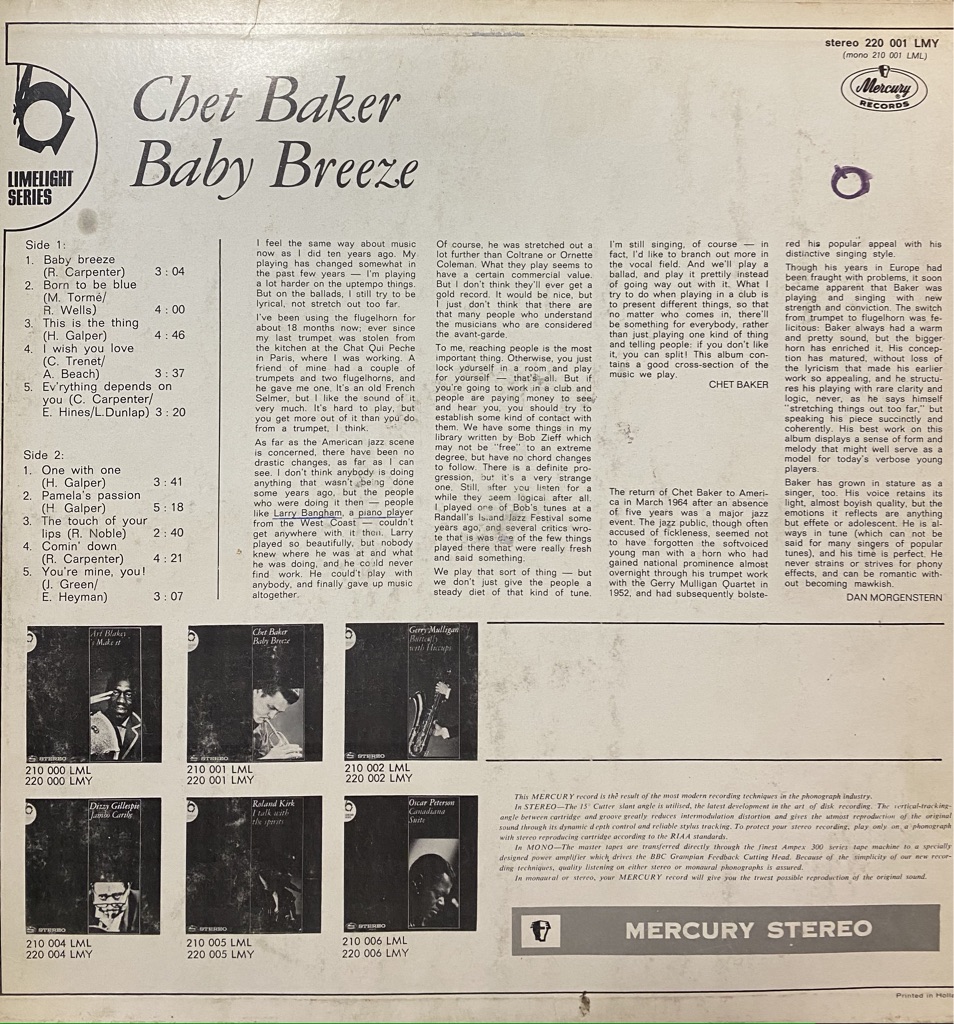 stereo 220 001 LMY
(mono 210 001 LML)
Mercury
RECORDS
Chet Baker
Baby Breeze
LIMELIGHT
SERIES
Side 1:
1. Baby breeze
(R. Carpenter) 3 : 04
2. Born to be blue
(M. Tormé/
R. Wells) 4 : 00
3. This is the thing
(H. Galper) 4 : 46
4. I wish you love
(C. Trenet/
A. Beach) 3 : 37
5. Ev'rything depends on
you (C. Carpenter/
E. Hines/L.Dunlap) 3 : 20
Side 2:
1. One with one
(H. Galper) 3 : 41
2. Pamela's passion
(H Galper) 5 : 18
3. The touch of your
lips (R. Noble) 2 : 40
4. Comin' down
(R. Carpenter) 4 : 21
5. You're mine, you!
(J. Green/
E. Heyman) 3 : 07
I feel the same way about music
now as I did ten years ago. My
playing has changed somewhat in
the past few years — I'm playing
a lot harder on the uptempo things.
But on the ballads, I still try to be
lyrical, not stretch out too far.
I've been using the flugelhorn for
about 18 months now; ever since
my last trumpet was stolen from
the kitchen at the Chat Qui Peche
in Paris, where I was working. A
friend of mine had a couple of
trumpets and two flugelhorns, and
he gave me one. It's an old French
Selmer, but I like the sound of it
very much. It's hard to play, but
you get more out of it than you do
from a trumpet, I think.
As far as the American jazz scene
is concerned, there have been no
drastic changes, as far as I can
see. I don't think anybody is doing
anything that wasn't being done
some years ago, but the people
who were doing it then — people
like Larry Bangham, a piano player
from the West Coast — couldn't
get anywhere with it then. Larry
played so beautifully, but nobody
knew where he was at and what
he was doing, and he could never
find work. He could't play with
anybody, and finally gave up music
altogether.
Of course, he was stretched out a
lot further than Coltrane or Ornette
Coleman. What they play seems to
have a certain commercial value.
But I don't think they'll ever get a
gold record. It would be nice, but
I just don't think that there are
that many people who understand
the musicians who are considered
the avant-garde.
To me, reaching people is the most
important thing. Otherwise, you just
lock yourself in a room and play
for yourself — that's all. But if
you're going to work in a club and
people are paying money to see
and hear you, you should try to
establish some kind of contact with
them. We have some things in my
library written by Bob Zieff which
may not be "free" to an extreme
degree, but have no chord changes
to follow. There is a definite pro-
gression, but it's a very strange
one. Still, after you listen for a
while they seem logical after all.
I played one of Bob's tunes at a
Randall's Island Jazz Festival some
years ago, and several critics wro-
te that is was one of the few things
played there that were really fresh
and said something.
We play that sort of thing — but
we don't just give the people a
steady diet of that kind of tune.
I'm still singing, of course — in
fact, I'd like to branch out more in
the vocal field. And we'll play a
ballad, and play it prettily instead
of going way out with it. What I
try to do when playing in a club is
to present different things, so that
no matter who comes in, there'll
be something for everybody, rather
than just playing one kind of thing
and telling people: if you don't like
it, you can split! This album con-
tains a good cross-section of the
music we play.
CHET BAKER
The return of Chet Baker to Ameri-
ca in March 1964 after an absence
of five years was a major jazz
event. The jazz public, though often
accused of fickleness, seemed not
to have forgotten the softvoiced
young man with a horn who had
gained national prominence almost
overnight through his trumpet work
with the Gerry Mulligan Quartet in
1952, and had subsequently bolste-
red his popular appeal with his
distinctive singing style.
Though his years in Europe had
been fraught with problems, it soon
became apparent that Baker was
playing and singing with new
strength and conviction. The switch
from trumpet to flugelhorn was fe-
licitous: Baker always had a warm
and pretty sound, but the bigger
horn has enriched it. His concep-
tion has matured, without loss of
the lyricism that made his earlier
work so appealing, and he structu-
res his playing with rare clarity and
logic, never, as he says himself
"stretching things out too far," but
speaking his piece succinctly and
coherently. His best work on this
album displays a sense of form and
melody that might well serve as a
model for today's verbose young
players.
Baker has grown in stature as a
singer, too. His voice retains its
light, almost boyish quality, but the
emotions it reflects are anything
but effete or adolescent. He is al-
ways in tune (which can not be
said for many singers of popular
tunes), and his time is perfect. He
never strains or strives for phony
effects, and can be romantic with-
out becoming mawkish.
DAN MORGENSTERN
Art Blakey
's Make it
STEREO
210 000 LML
220 000 LMY
Chet Baker
Baby Breeze
STEREO
210 001 LML
220 001 LMY
Gerry Mulligan
Butterfly
with Hiccups
STEREO
210 002 LML
220 002 LMY
Dizzy Gillespie
Jambo Caribe
STEREO
210 004 LML
220 004 LMY
Roland Kirk
I talk with
the spirits
STEREO
210 005 LML
220 005 LMY
Oscar Peterson
Canadiana
Suite
STEREO
210 006 LML
220 006 LMY
This MERCURY record is the result of the most modern recording techniques in the phonograph industry.
In STEREO—The 15° Cutter slant angle is utilised, the latest development in the art of disk recording. The vertical-tracking-
angle between cartridge and groove greatly reduces intermodulation distortion and gives the utmost reproduction of the original
sound through its dynamic depth control and reliable stylus tracking. To protect your stereo recording, play only on a phonograph
with stereo reproducing cartridge according to the RIAA standards.
In MONO—The master tapes are transferred directly through the finest Ampex 300 series tape machine to a specially
designed power amplifier which drives the BBC Grampian Feedback Cutting Head. Because of the simplicity of our new recor-
ding techniques, quality listening on either stereo or monaural phonographs is assured.
In monaural or stereo, your MERCURY record will give you the truest possible reproduction of the original sound.
MERCURY STEREO
Printed in Holla